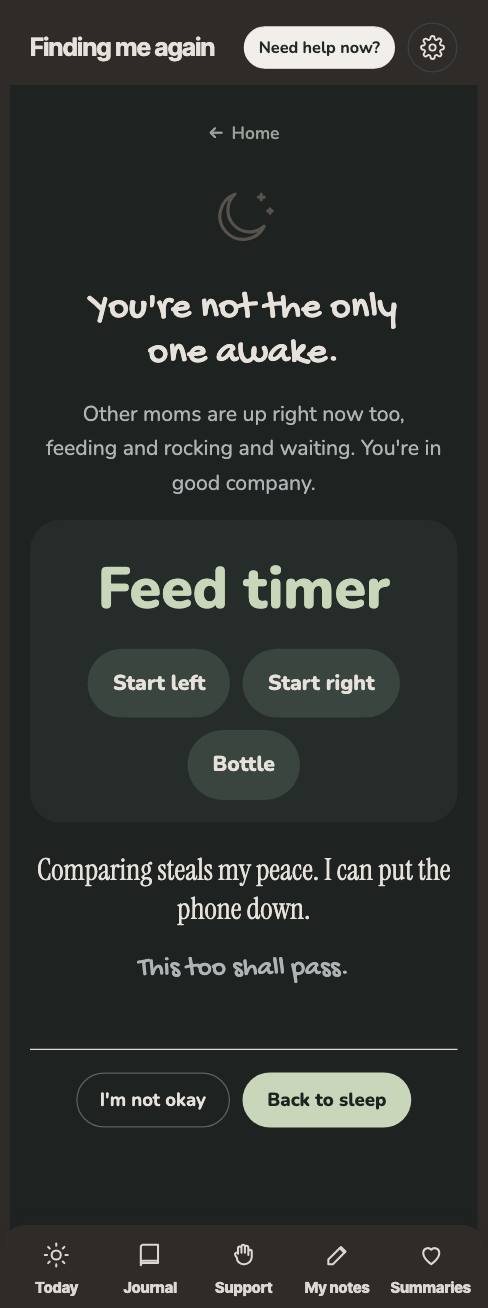 Finding me again
Need help now?
← Home
You're not the only
one awake.
Other moms are up right now too,
feeding and rocking and waiting. You're in
good company.
Feed timer
Start left
Start right
Bottle
Comparing steals my peace. I can put the
phone down.
This too shall pass.
I'm not okay
Back to sleep
Today
Journal
Support
My notes
Summaries